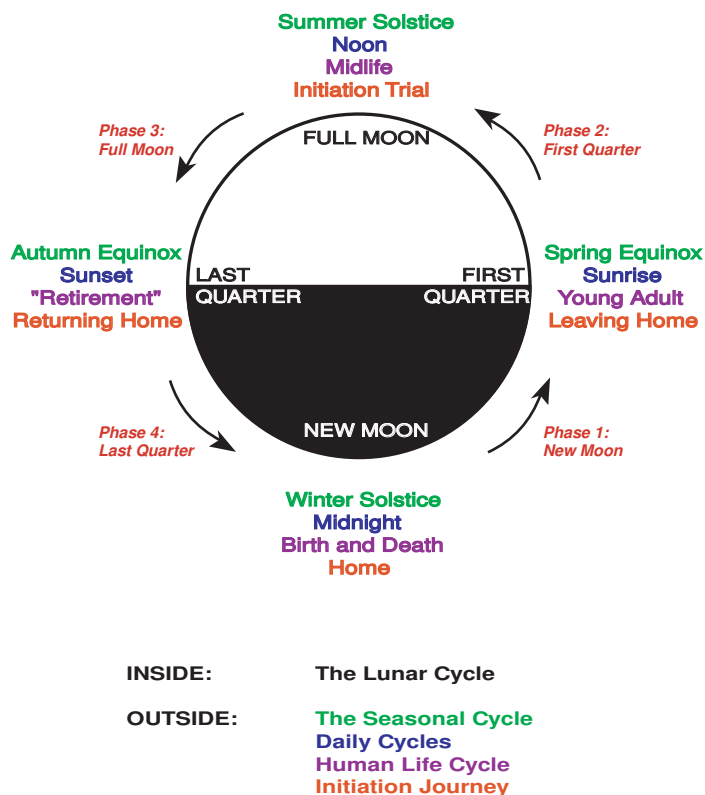 Summer Solstice
Noon
Midlife
Initiation Trial
Phase 3:
Full Moon
FULL MOON
Phase 2:
First Quarter
Autumn Equinox
Sunset
"Retirement"
Returning Home
LAST
QUARTER
FIRST
QUARTER
Spring Equinox
Sunrise
Young Adult
Leaving Home
Phase 4:
Last Quarter
NEW MOON
Phase 1:
New Moon
Winter Solstice
Midnight
Birth and Death
Home
INSIDE: The Lunar Cycle
OUTSIDE: The Seasonal Cycle
Daily Cycles
Human Life Cycle
Initiation Journey